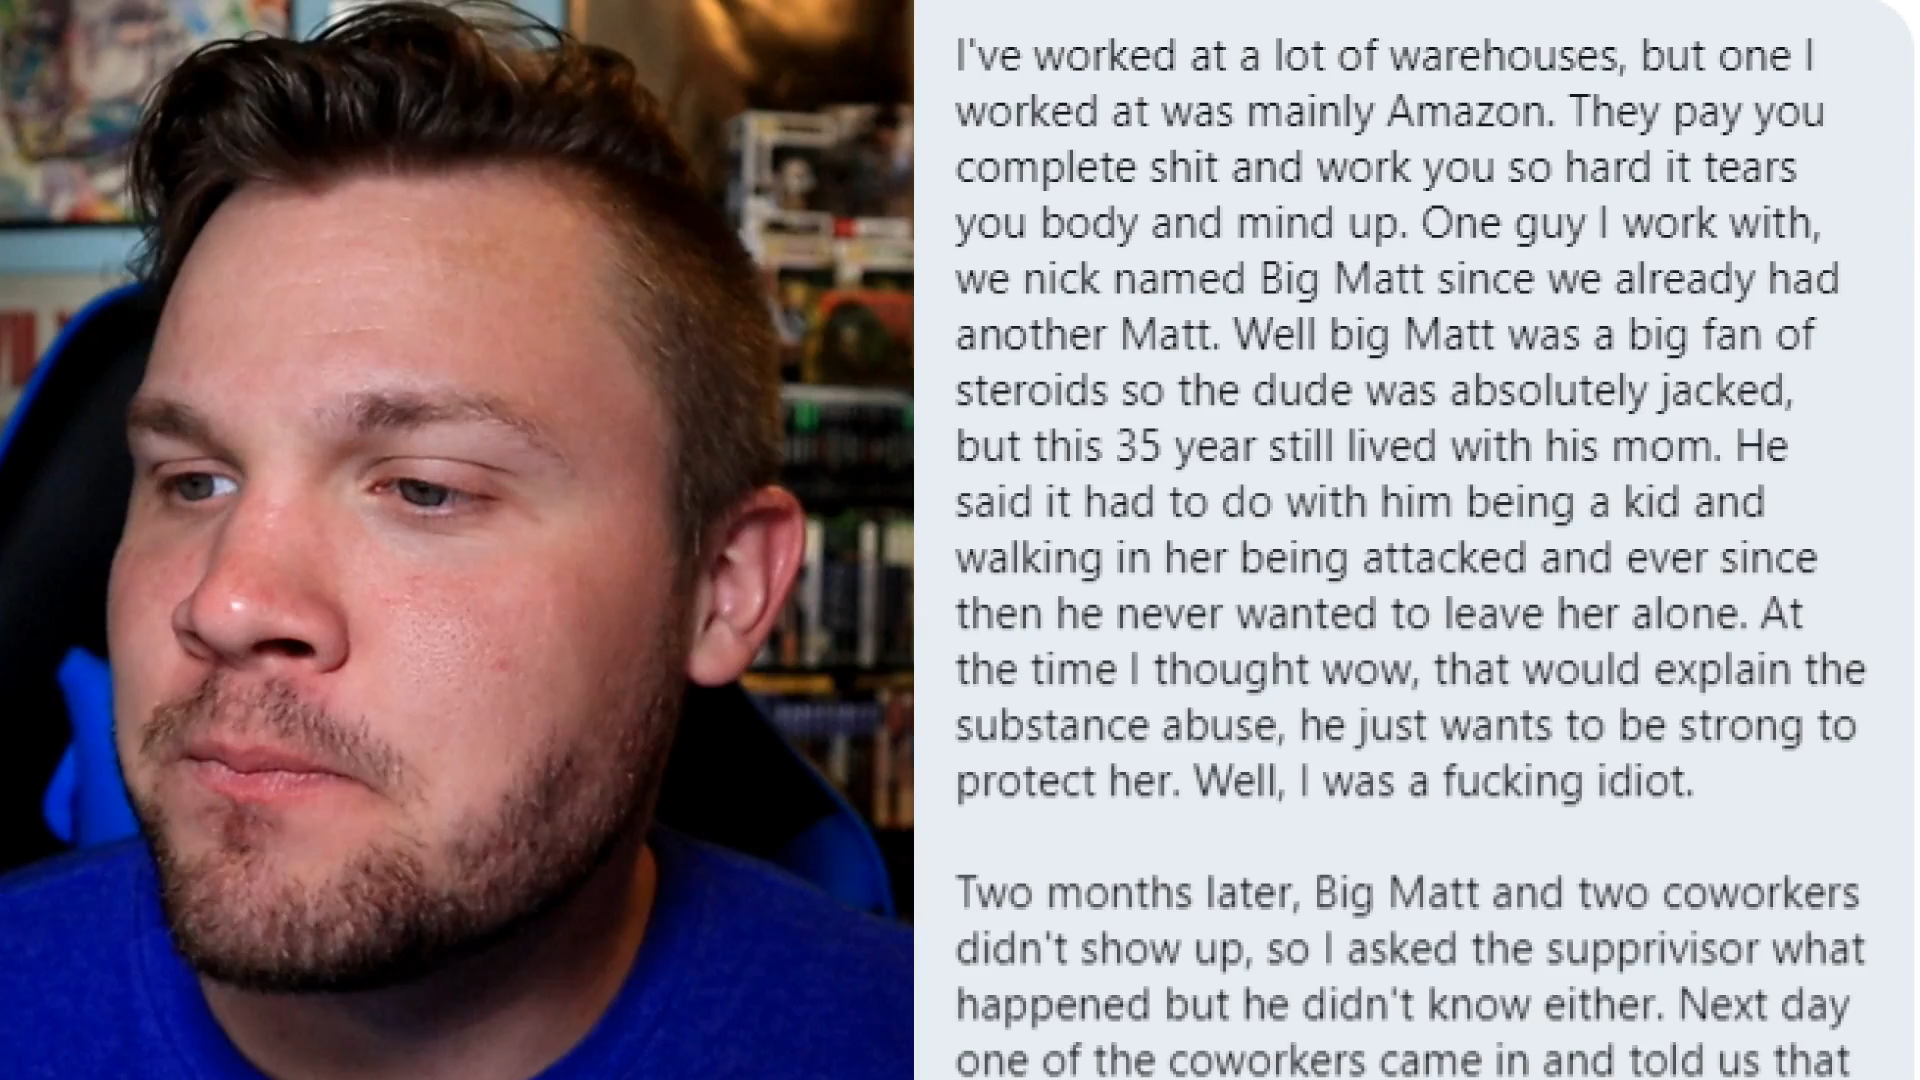 I've worked at a lot of warehouses, but one I
worked at was mainly Amazon. They pay you
complete shit and work you so hard it tears
you body and mind up. One guy I work with,
we nick named Big Matt since we already had
another Matt. Well big Matt was a big fan of
steroids so the dude was absolutely jacked,
but this 35 year still lived with his mom. He
said it had to do with him being a kid and
walking in her being attacked and ever since
then he never wanted to leave her alone. At
the time I thought wow, that would explain the
substance abuse, he just wants to be strong to
protect her. Well, I was a fucking idiot.
Two months later, Big Matt and two coworkers
didn't show up, so I asked the supprivisor what
happened but he didn't know either. Next day
one of the coworkers came in and told us that